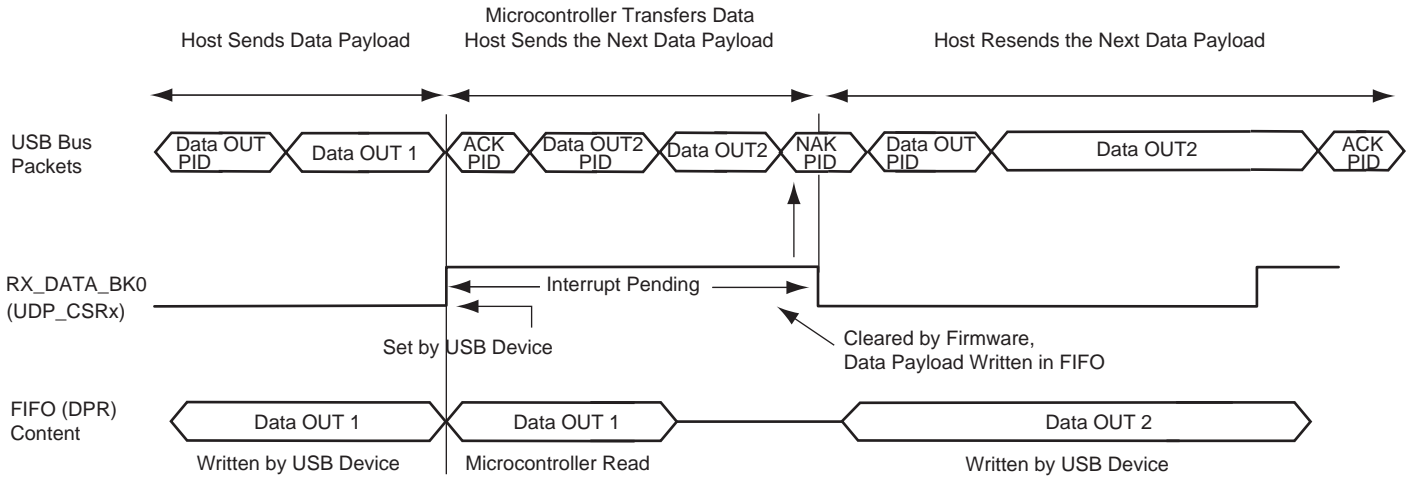 Microcontroller Transfers Data
Host Sends Data Payload
Host Sends the Next Data Payload
Host Resends the Next Data Payload
USB Bus
Packets
Data OUT
PID
Data OUT 1
ACK
PID
Data OUT2
PID
Data OUT2
NAK
PID
Data OUT
PID
Data OUT2
ACK
PID
RX_DATA_BK0
(UDP_CSRx)
Interrupt Pending
Set by USB Device
Cleared by Firmware,
Data Payload Written in FIFO
FIFO (DPR)
Content
Data OUT 1
Data OUT 1
Data OUT 2
Written by USB Device
Microcontroller Read
Written by USB Device